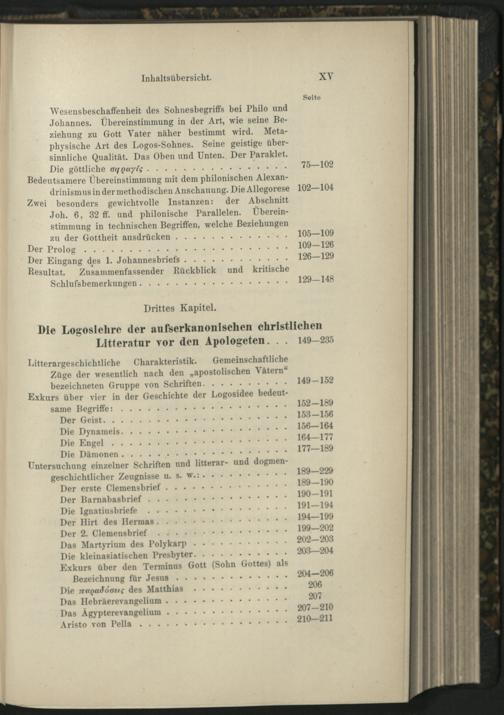 Inhaltsübersicht. XV
Seite
Wesensbeschaffenheit des Sohnesbegriffs bei Philo und
Johannes. Übereinstimmung in der Art, wie seine Be-
ziehung zu Gott Vater näher bestimmt wird. Meta-
physische Art des Logos-Sohnes. Seine geistige über-
sinnliche Qualität. Das Oben und Unten. Der Paraklet.
Die göttliche σφραγίς . . . . . . . . . . . . . . . 75—102
Bedeutsamere Übereinstimmung mit dem philonischen Alexan-
drinismus in der methodischen Anschauung. Die Allegorese 102—104
Zwei besonders gewichtvolle Instanzen: der Abschnitt
Joh. 6, 32 ff. und philonische Parallelen. Überein-
stimmung in technischen Begriffen, welche Beziehungen
zu der Gottheit ausdrücken . . . . . . . . . . . . 105—109
Der Prolog . . . . . . . . . . . . . . . . . . . . 109—126
Der Eingang des 1. Johannesbriefs . . . . . . . . . . 126—129
Resultat. Zusammenfassender Rückblick und kritische
Schlufsbemerkungen . . . . . . . . . . . . . . . . 129—148
Drittes Kapitel.
Die Logoslehre der aufserkanonischen christlichen
Litteratur vor den Apologeten . . . 149—235
Litterargeschichtliche Charakteristik. Gemeinschaftliche
Züge der wesentlich nach den „apostolischen Vätern“
bezeichneten Gruppe von Schriften . . . . . . . . . 149—152
Exkurs über vier in der Geschichte der Logosidee bedeut-
same Begriffe: . . . . . . . . . . . . . . . . . . 152—189
Der Geist . . . . . . . . . . . . . . . . . . . 153—156
Die Dynameis . . . . . . . . . . . . . . . . . . 156—164
Die Engel . . . . . . . . . . . . . . . . . . . 164—177
Die Dämonen . . . . . . . . . . . . . . . . . . 177—189
Untersuchung einzelner Schriften und litterar- und dogmen-
geschichtlicher Zeugnisse u. s. w.: . . . . . . . . . 189—229
Der erste Clemensbrief . . . . . . . . . . . . . . 189—190
Der Barnabasbrief . . . . . . . . . . . . . . . . 190—191
Die Ignatiusbriefe . . . . . . . . . . . . . . . . 191—194
Der Hirt des Hermas . . . . . . . . . . . . . . . 194—199
Der 2. Clemensbrief . . . . . . . . . . . . . . . 199—202
Das Martyrium des Polykarp . . . . . . . . . . . . 202—203
Die kleinasiatischen Presbyter . . . . . . . . . . . 203—204
Exkurs über den Terminus Gott (Sohn Gottes) als
Bezeichnung für Jesus . . . . . . . . . . . . . 204—206
Die παραδόσεις des Matthias . . . . . . . . . . . . 206
Das Hebräerevangelium . . . . . . . . . . . . . . 207
Das Ägypterevangelium . . . . . . . . . . . . . . 207—210
Aristo von Pella . . . . . . . . . . . . . . . . . 210—211